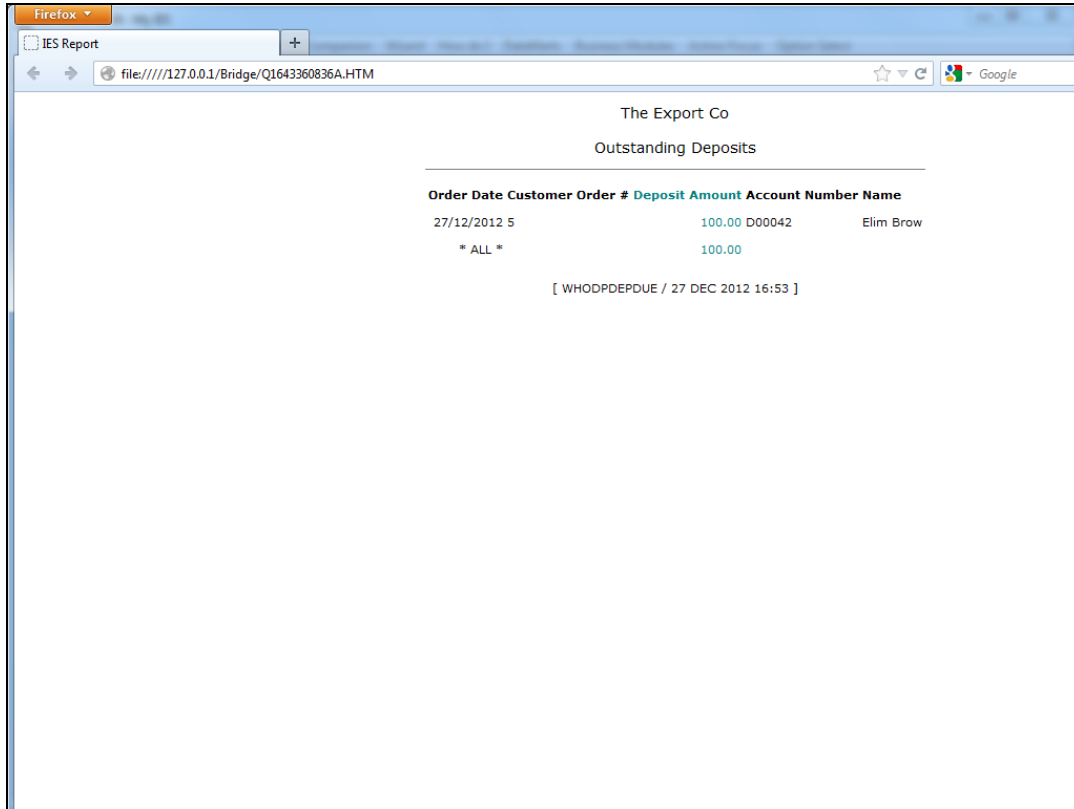 Firefox
IES Report
+
file://///127.0.0.1/Bridge/Q1643360836A.HTM
Google
The Export Co
Outstanding Deposits
Order Date Customer Order # Deposit Amount Account Number Name
27/12/2012 5 100.00 D00042 Elim Brow
* ALL * 100.00
[ WHODPDEPDUE / 27 DEC 2012 16:53 ]